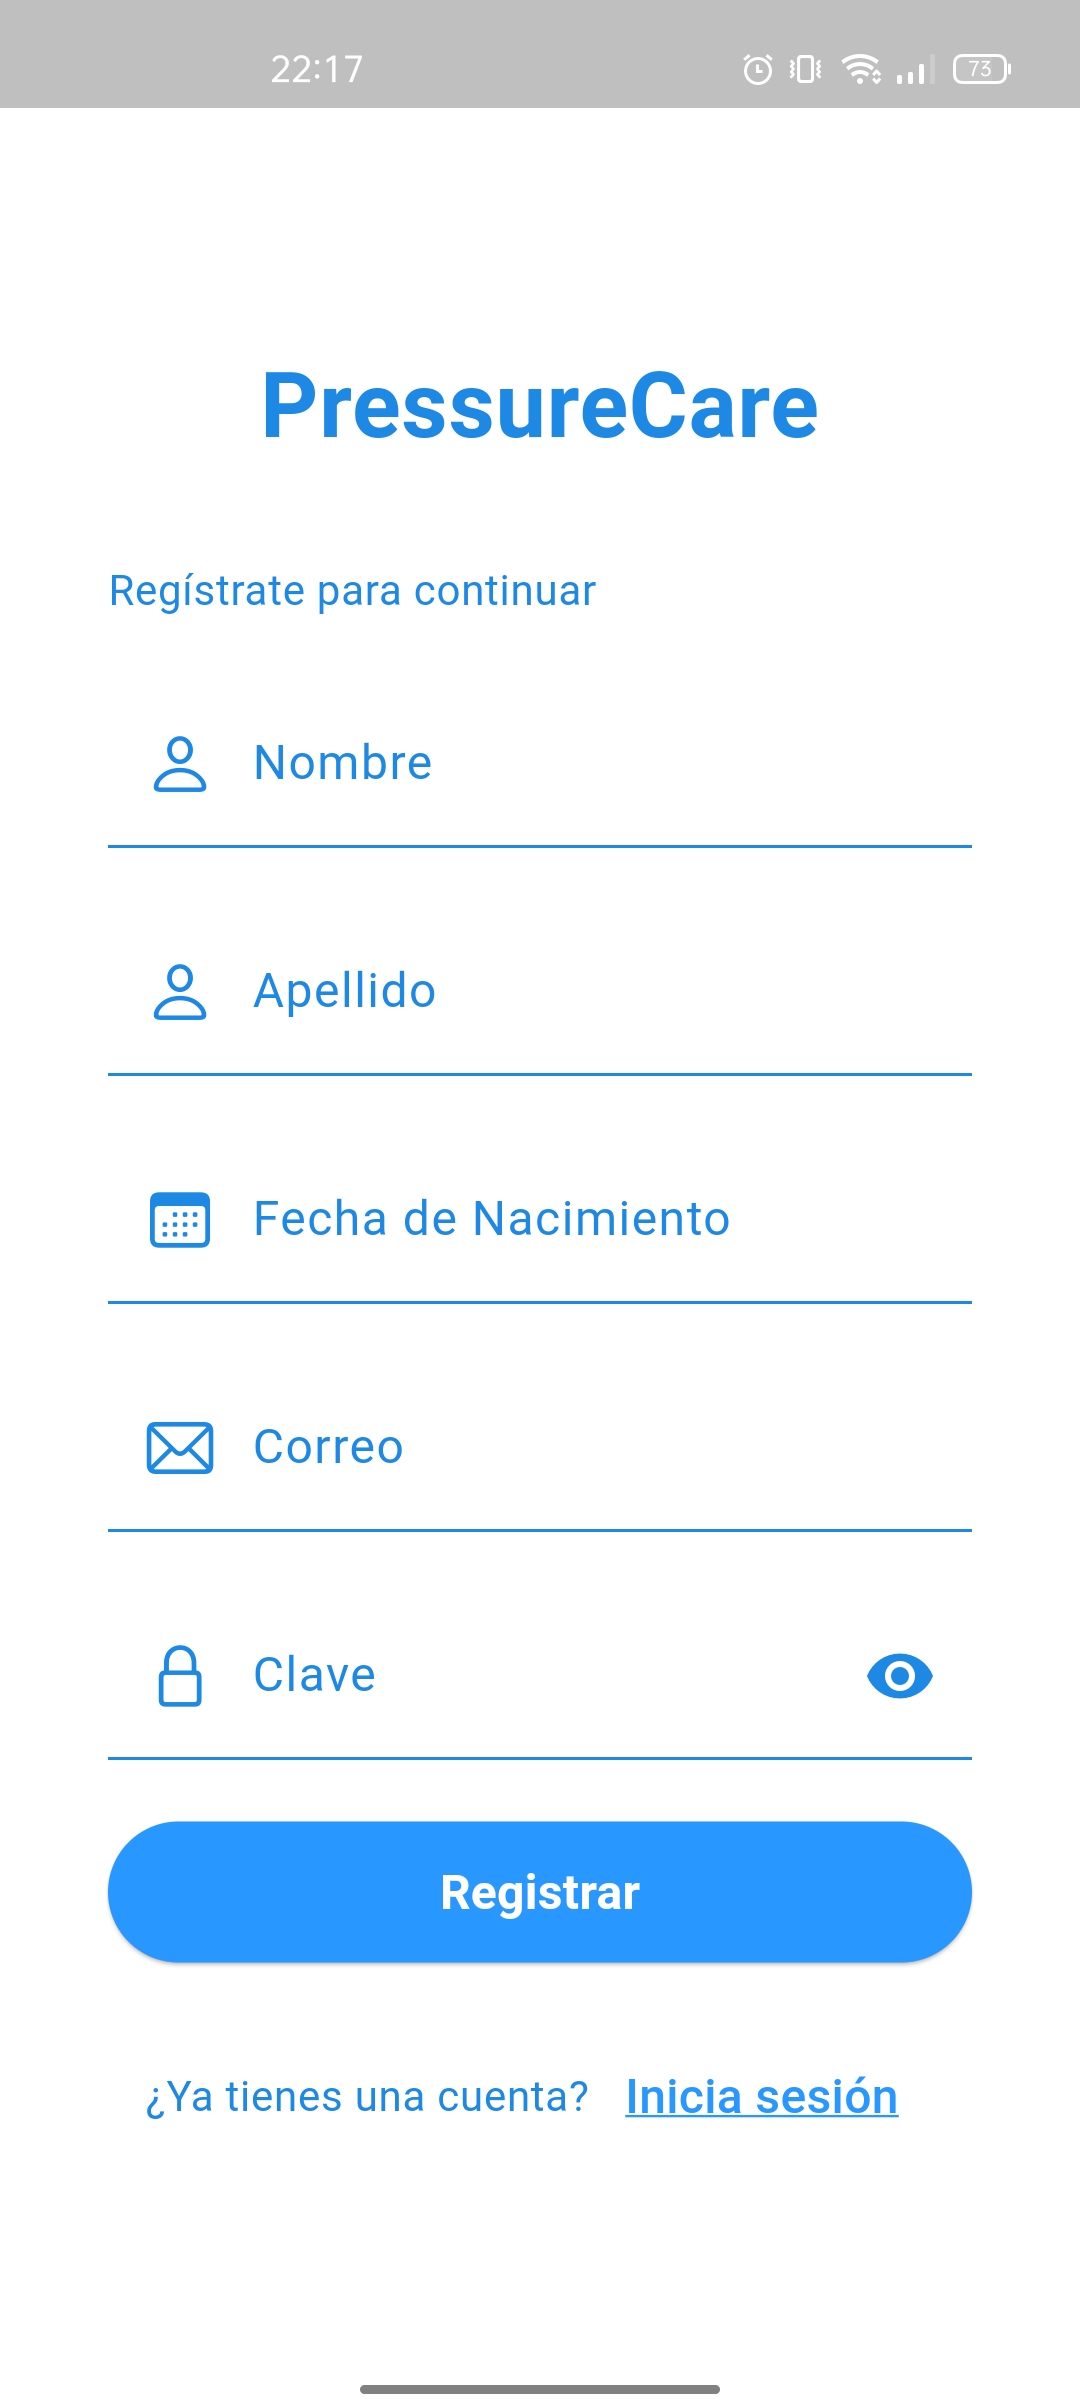 22:17
73
PressureCare
Regístrate para continuar
Nombre
Apellido
Fecha de Nacimiento
Correo
Clave
Registrar
¿Ya tienes una cuenta? Inicia sesión